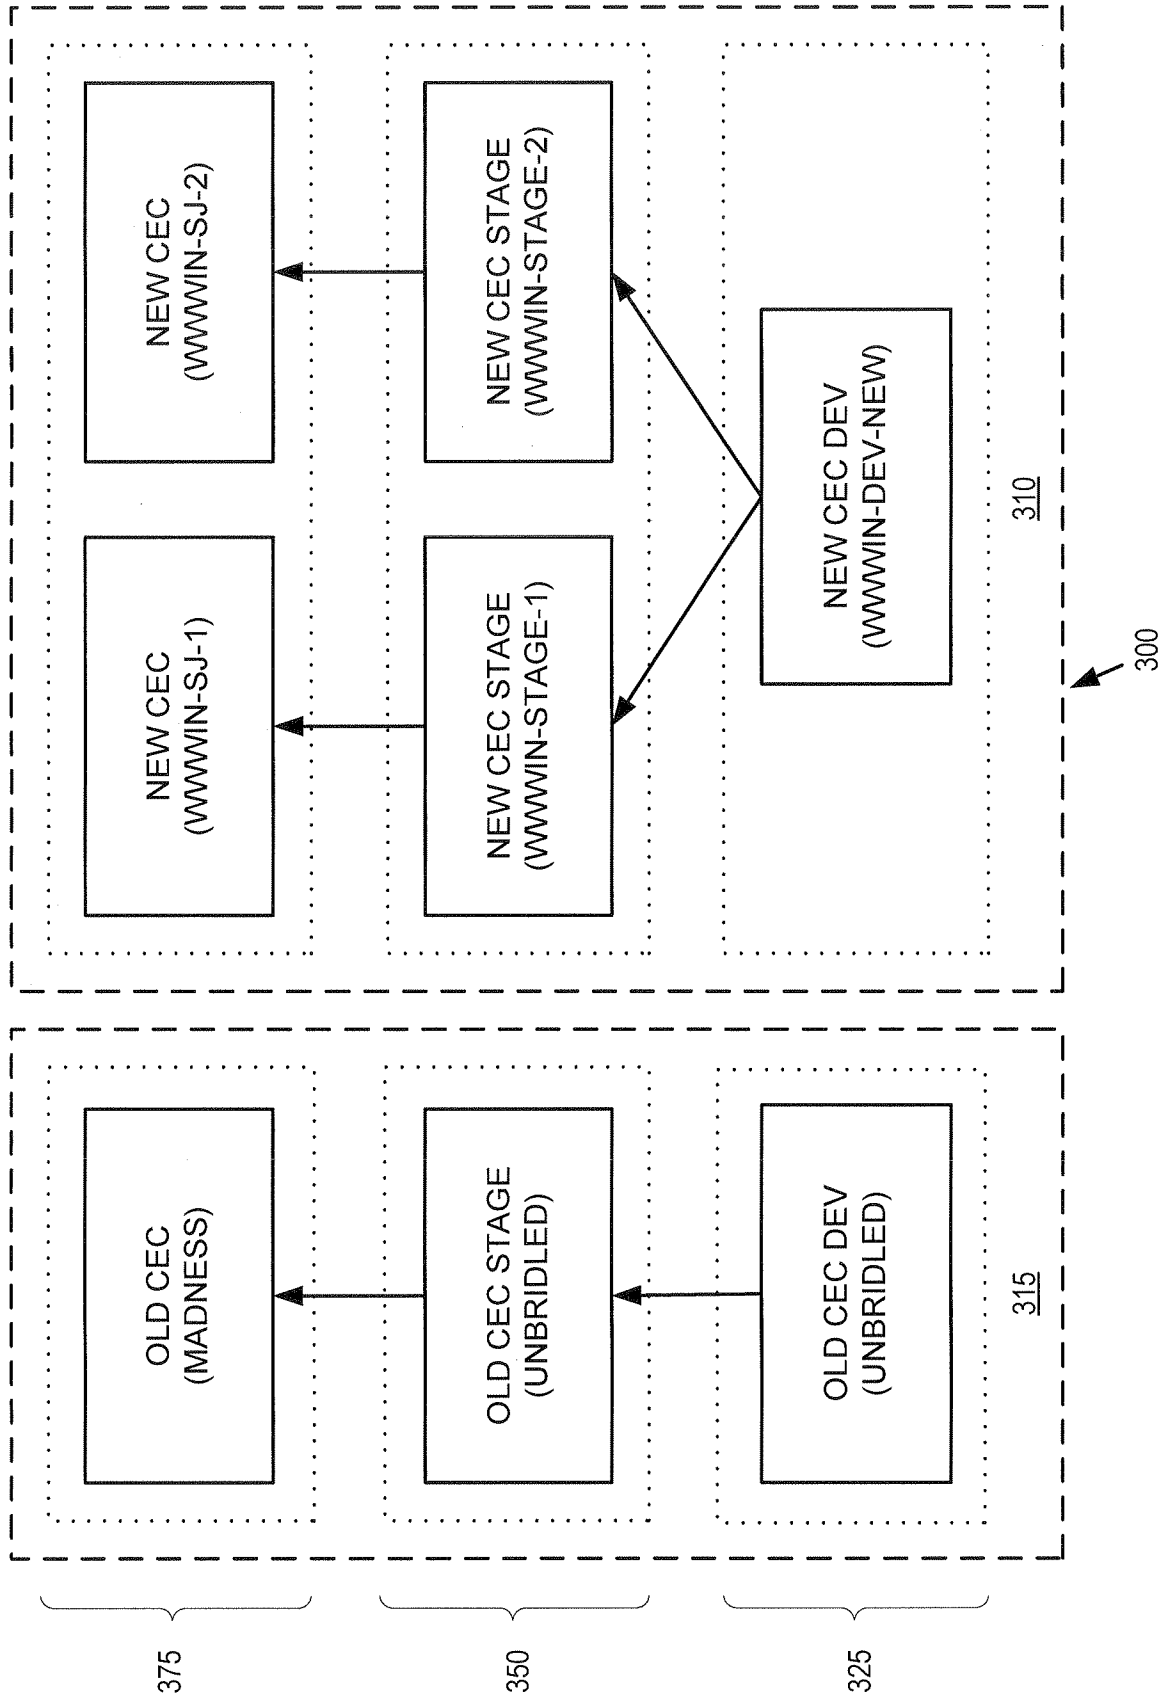 375
OLD CEC
(MADNESS)
NEW CEC
(WWWIN-SJ-1)
NEW CEC
(WWWIN-SJ-2)
350
OLD CEC STAGE
(UNBRIDLED)
NEW CEC STAGE
(WWWIN-STAGE-1)
NEW CEC STAGE
(WWWIN-STAGE-2)
325
OLD CEC DEV
(UNBRIDLED)
NEW CEC DEV
(WWWIN-DEV-NEW)
315
310
300